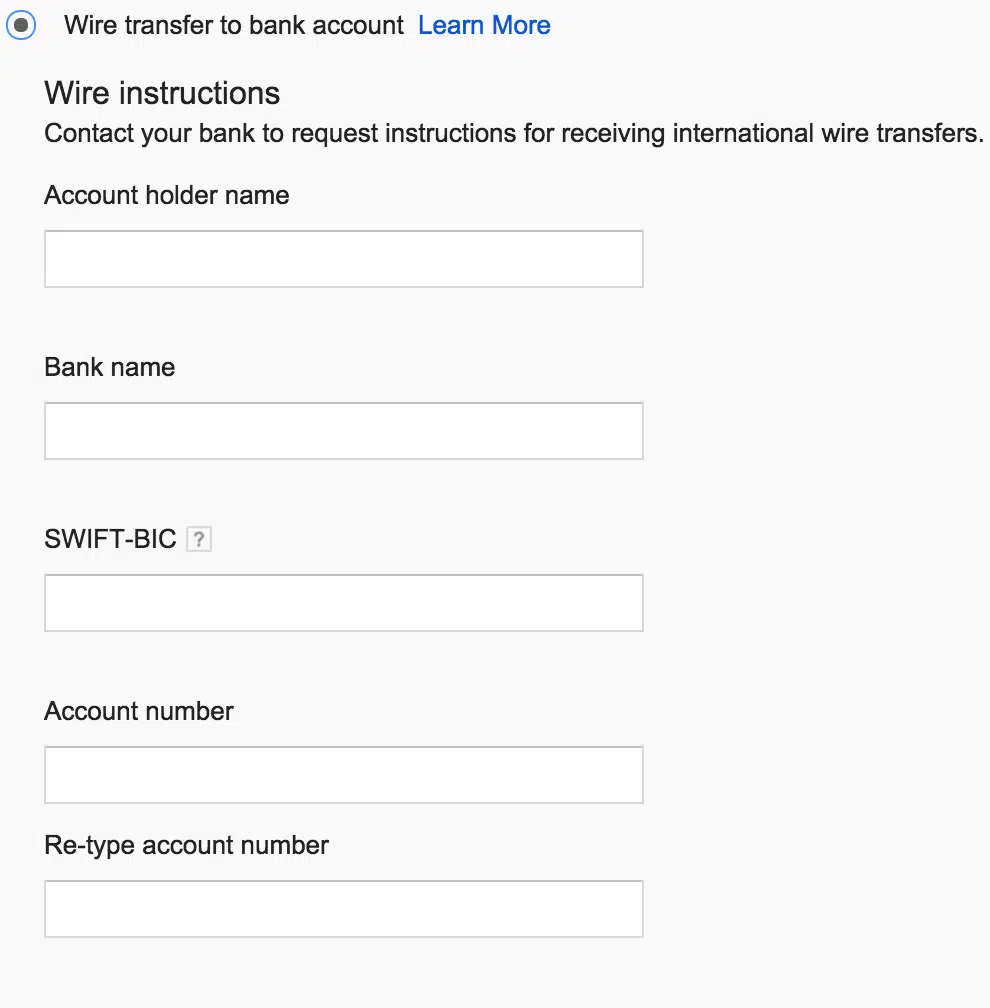 Wire transfer to bank account Learn More
Wire instructions
Contact your bank to request instructions for receiving international wire transfers.
Account holder name
Bank name
SWIFT-BIC ?
Account number
Re-type account number